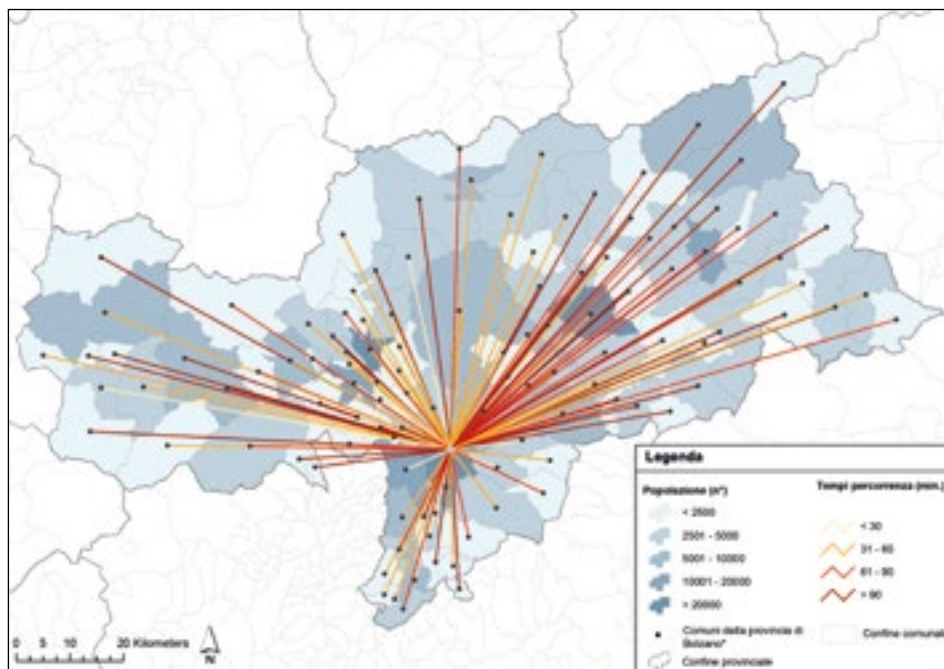 Legenda
Popolazione (n°)
< 2500
2501 - 5000
5001 - 10000
10001 - 20000
> 20000
Comuni della provincia di
Bolzano*
Confine provinciale
Tempi percorrenza (min.)
< 30
31 - 60
61 - 90
> 90
Confine comunale
0 5 10 20 Kilometers
N